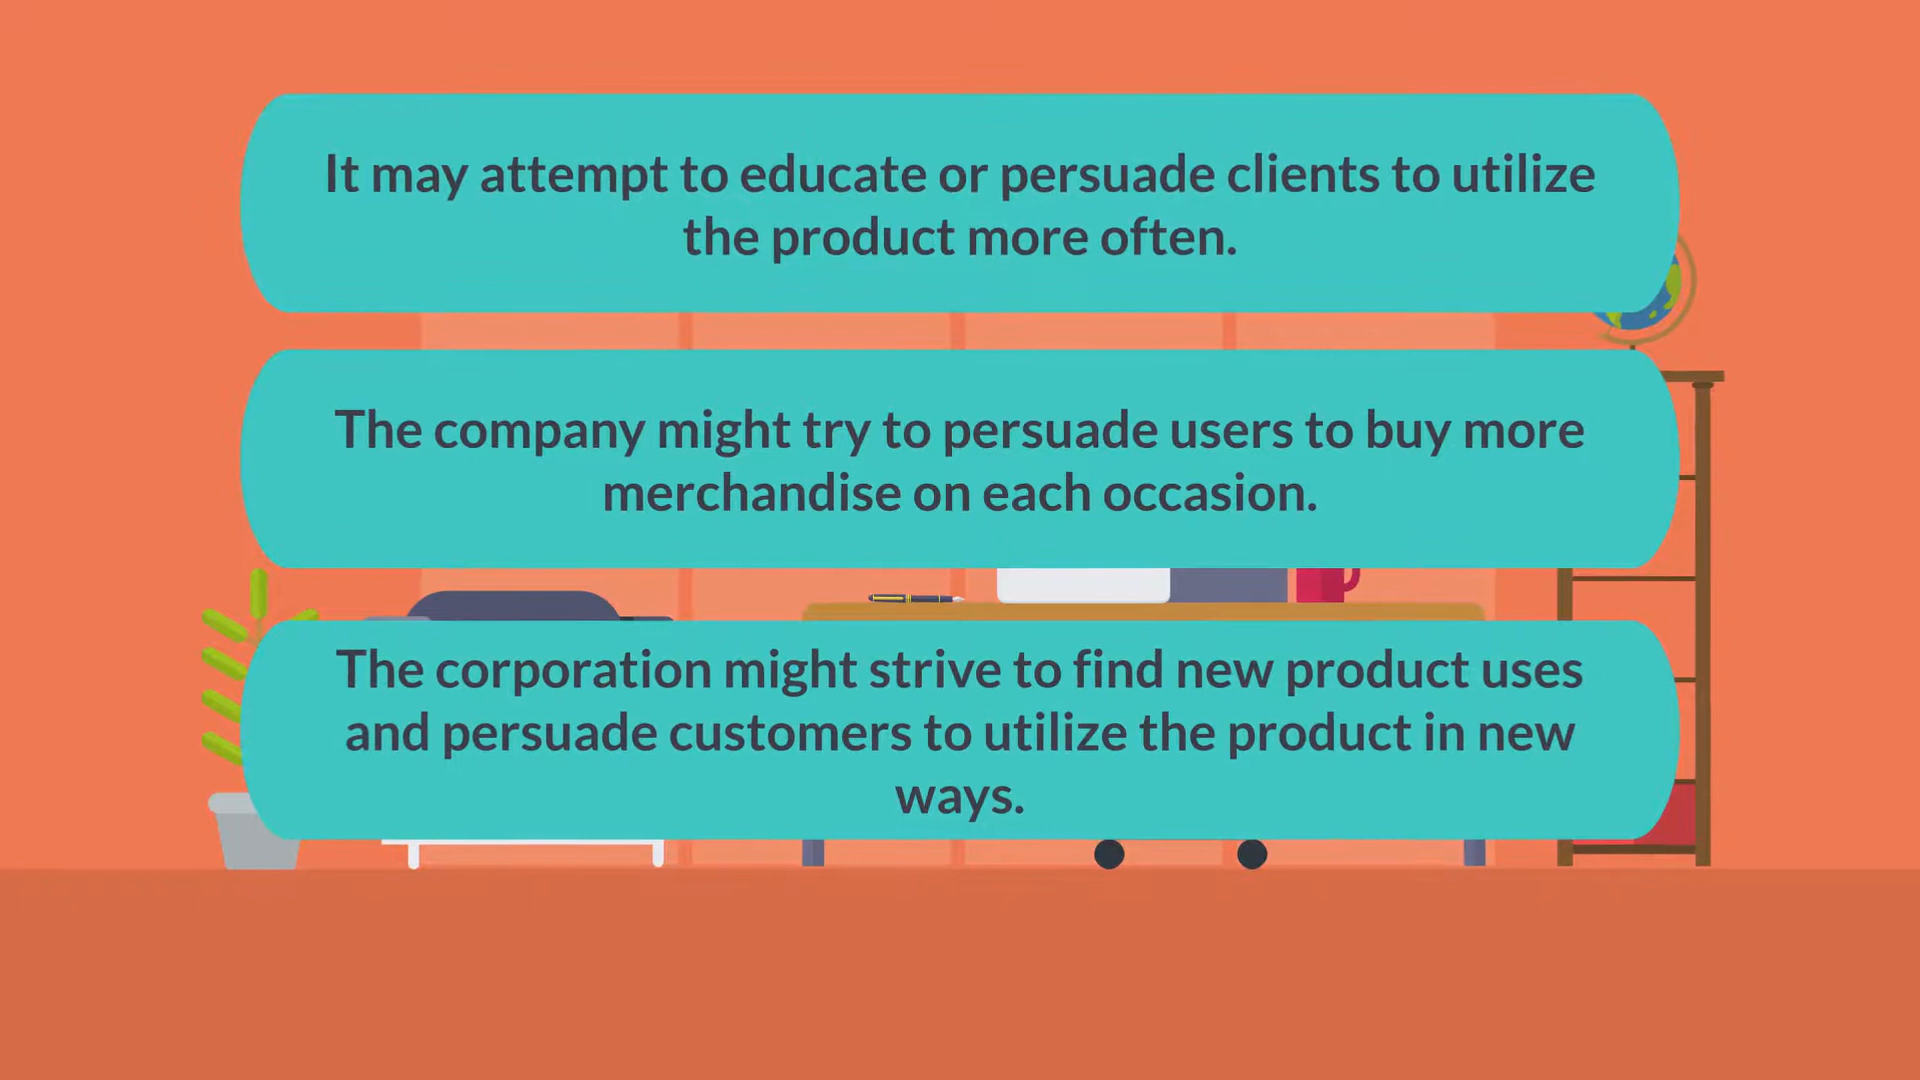 It may attempt to educate or persuade clients to utilize
the product more often.
The company might try to persuade users to buy more
merchandise on each occasion.
The corporation might strive to find new product uses
and persuade customers to utilize the product in new
ways.